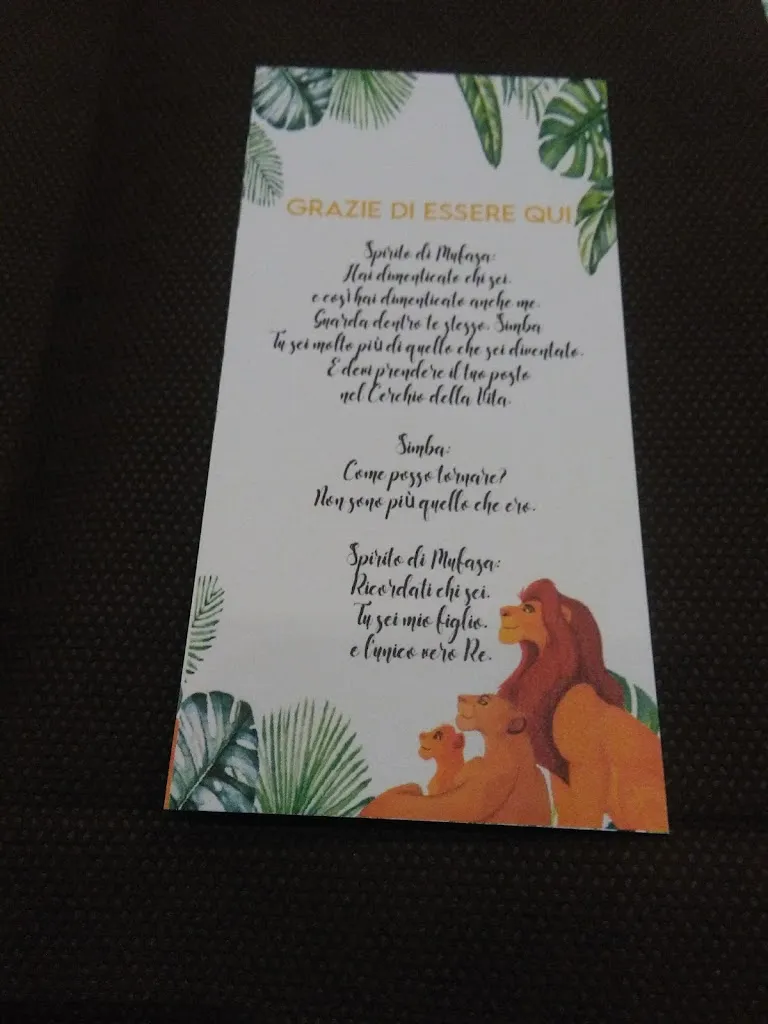 GRAZIE DI ESSERE QUI
Spirito di Mufasa:
Hai dimenticato chi sei.
e così hai dimenticato anche me.
Guarda dentro te stesso. Simba
Tu sei molto più di quello che sei diventato.
E devi prendere il tuo posto
nel Cerchio della Vita.
Simba:
Come posso tornare?
Non sono più quello che ero.
Spirito di Mufasa:
Ricordati chi sei.
Tu sei mio figlio.
e l'unico vero Re.